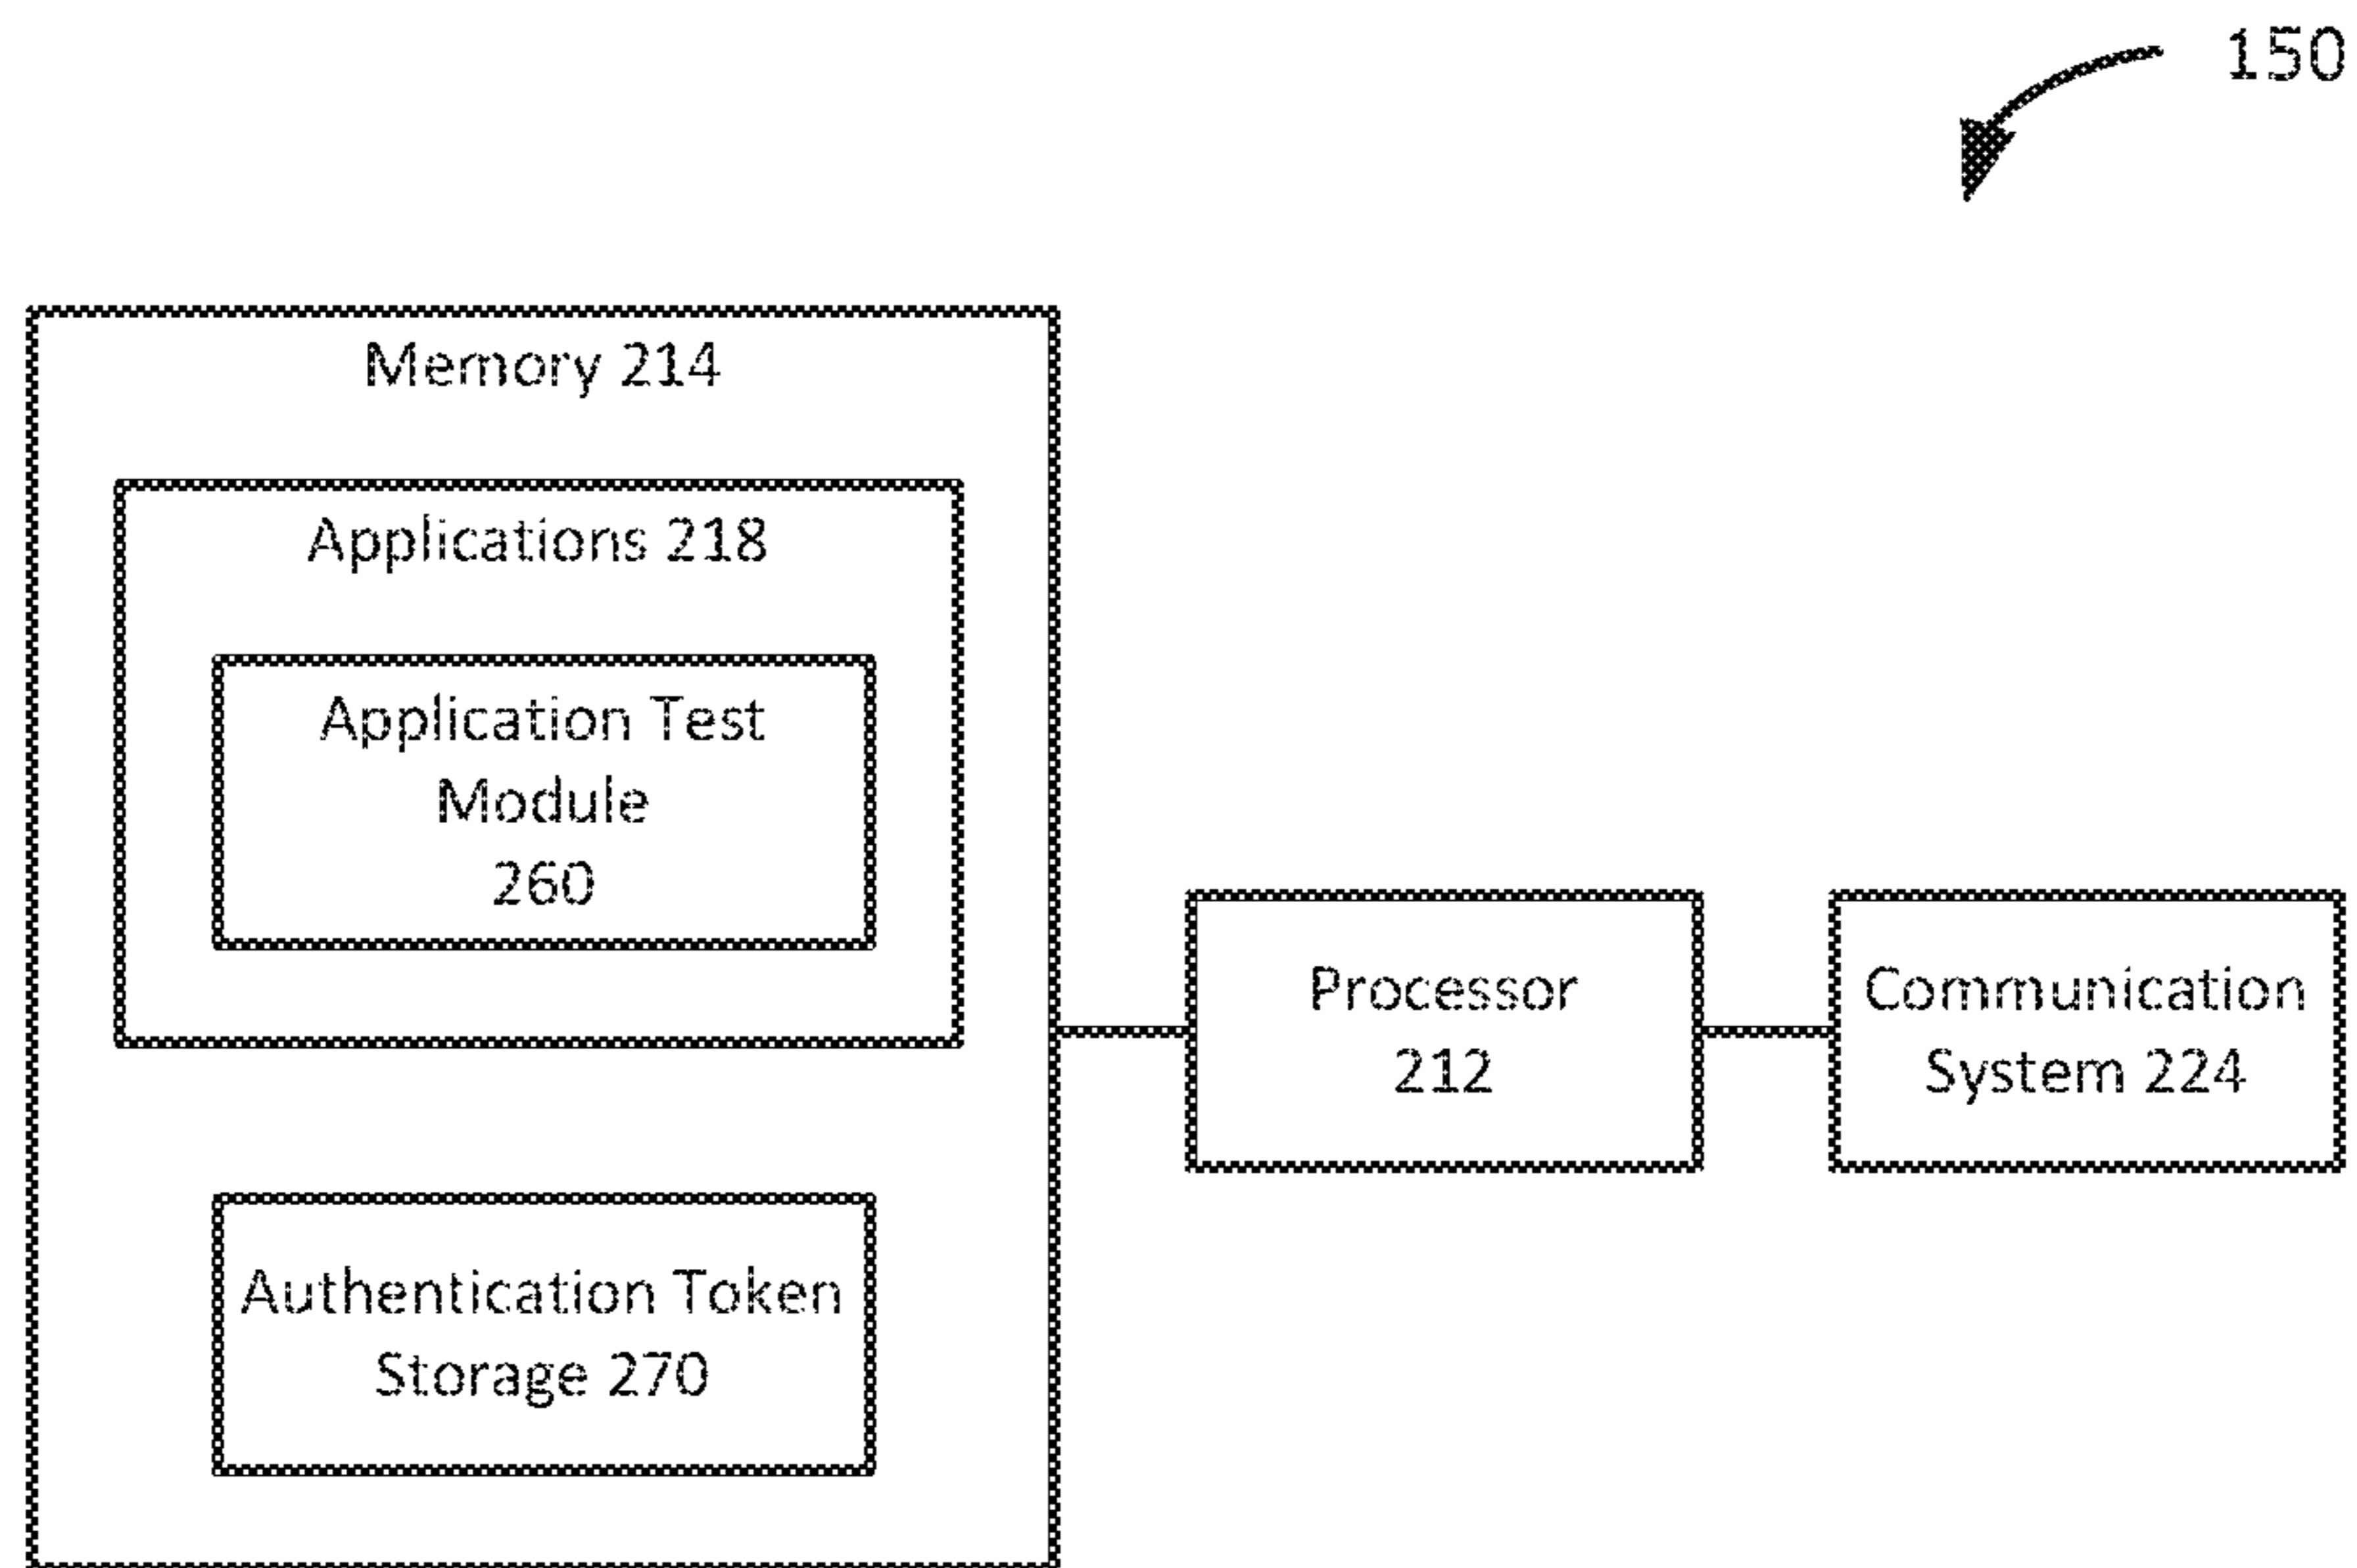 150
Memory 214
Applications 218
Application Test
Module
260
Authentication Token
Storage 270
Processor
212
Communication
System 224